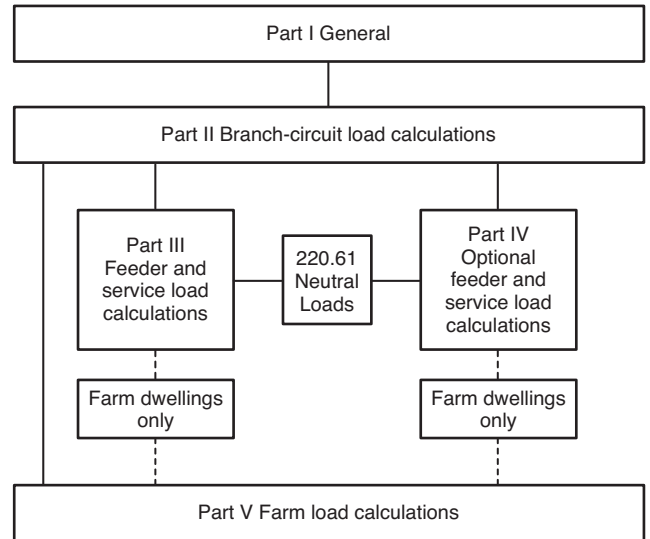 Part I General
Part II Branch-circuit load calculations
Part III
Feeder and
service load
calculations
220.61
Neutral
Loads
Part IV
Optional
feeder and
service load
calculations
Farm dwellings
only
Farm dwellings
only
Part V Farm load calculations